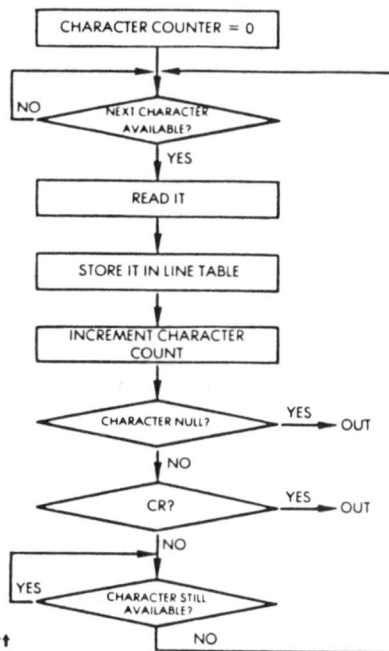 CHARACTER COUNTER = 0
NO
NEXT CHARACTER
AVAILABLE?
YES
READ IT
STORE IT IN LINE TABLE
INCREMENT CHARACTER
COUNT
CHARACTER NULL?
YES
OUT
NO
CR?
YES
OUT
NO
YES
CHARACTER STILL
AVAILABLE?
NO